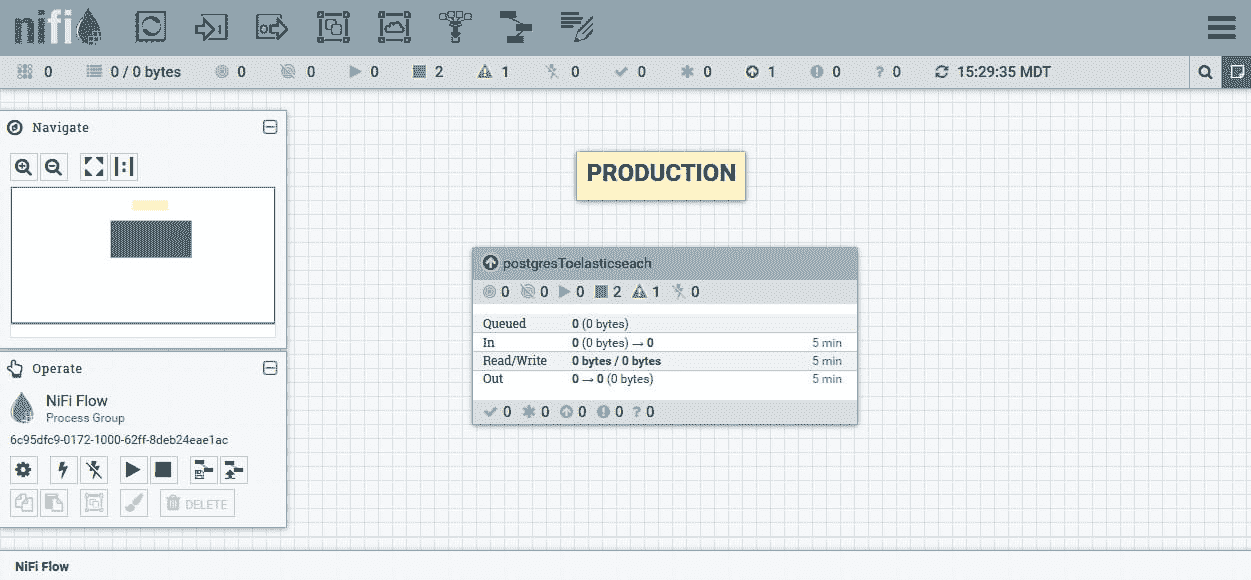 nifi
0 0 / 0 bytes 0 0 0 2 1 0 0 0 1 0 ? 0 15:29:35 MDT
Navigate
PRODUCTION
postgresToelasticseach
0 0 0 2 1 0
Queued 0 (0 bytes)
In 0 (0 bytes) → 0 5 min
Read/Write 0 bytes / 0 bytes 5 min
Out 0 → 0 (0 bytes) 5 min
0 0 0 0 ? 0
Operate
NiFi Flow
Process Group
6c95dfc9-0172-1000-62ff-8deb24eae1ac
DELETE
NiFi Flow